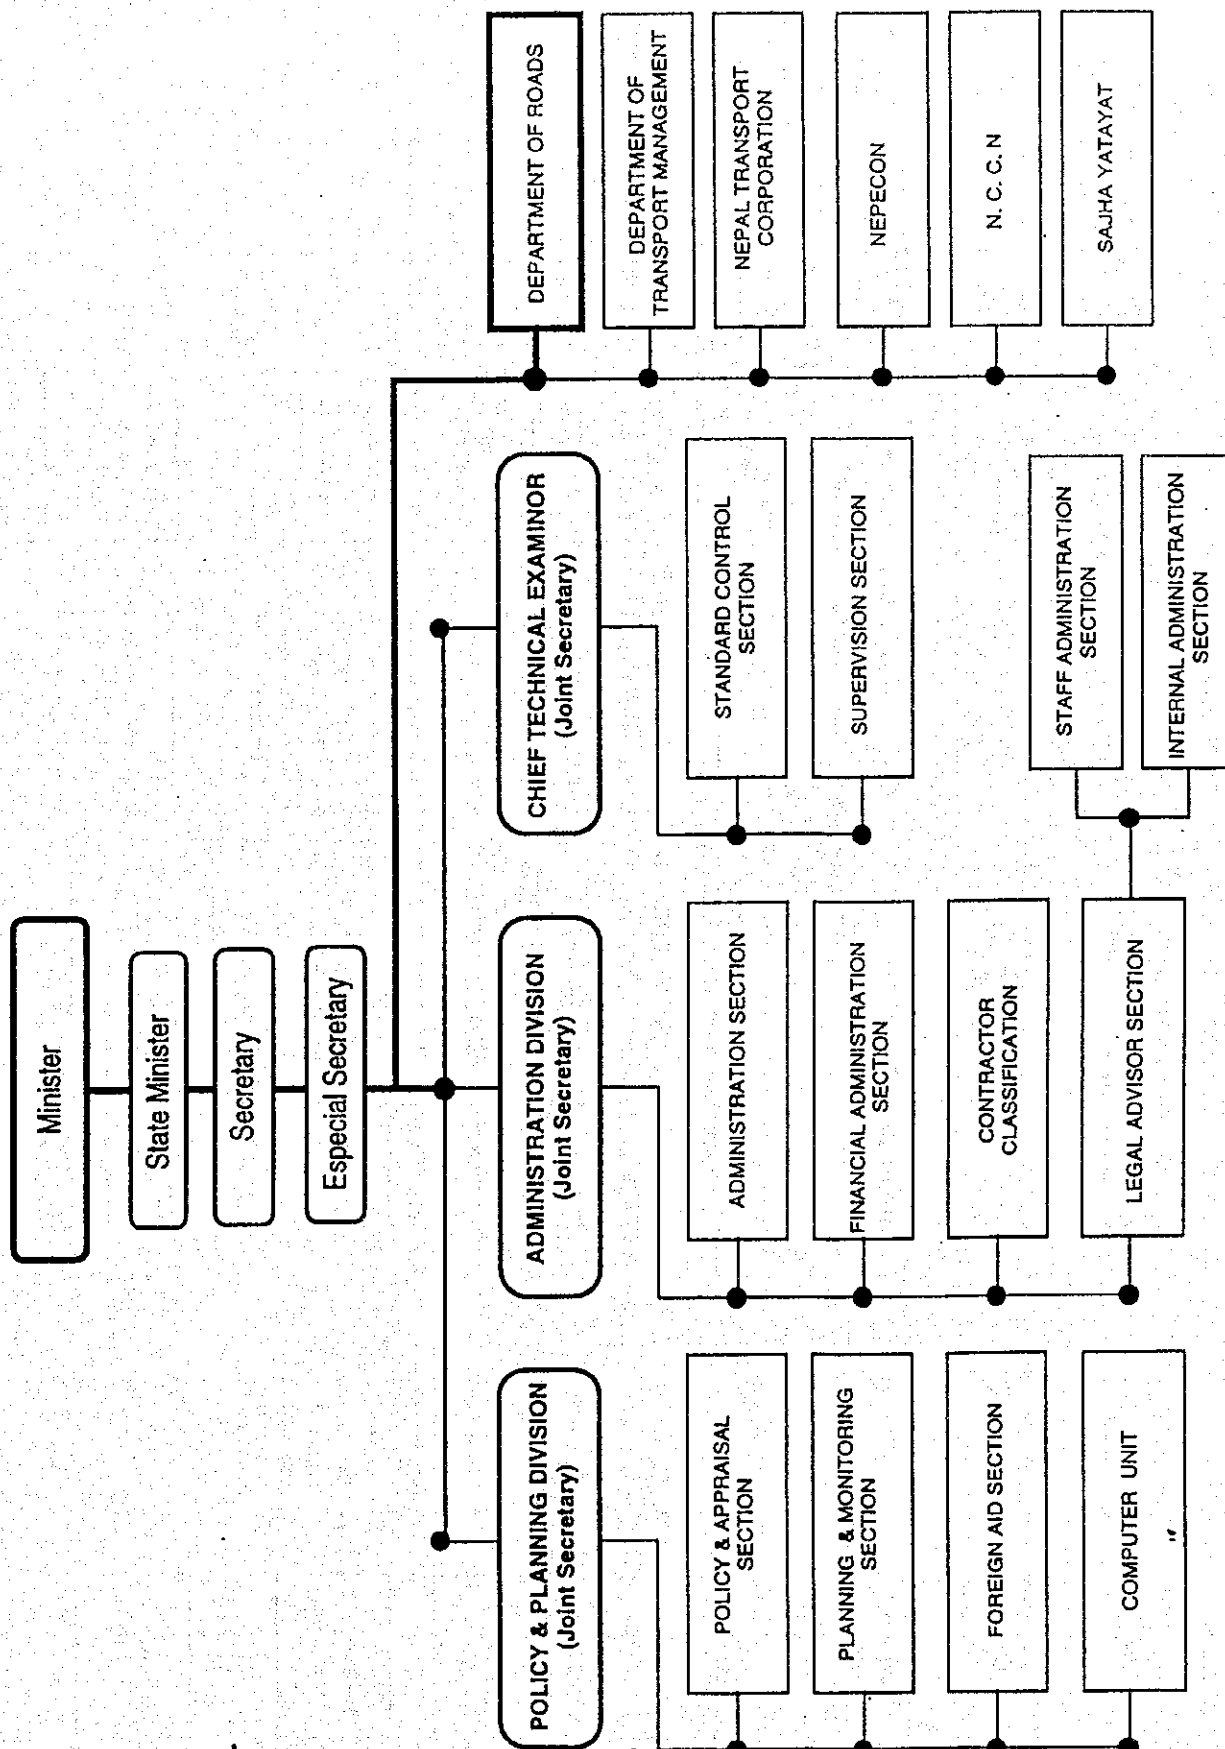 Minister
State Minister
Secretary
Especial Secretary
POLICY & PLANNING DIVISION
(Joint Secretary)
ADMINISTRATION DIVISION
(Joint Secretary)
CHIEF TECHNICAL EXAMINOR
(Joint Secretary)
DEPARTMENT OF ROADS
DEPARTMENT OF
TRANSPORT MANAGEMENT
NEPAL TRANSPORT
CORPORATION
NEPECON
N. C. C. N
SAJHA YATAYAT
POLICY & APPRAISAL
SECTION
PLANNING & MONITORING
SECTION
FOREIGN AID SECTION
COMPUTER UNIT
ADMINISTRATION SECTION
FINANCIAL ADMINISTRATION
SECTION
CONTRACTOR
CLASSIFICATION
LEGAL ADVISOR SECTION
STANDARD CONTROL
SECTION
SUPERVISION SECTION
STAFF ADMINISTRATION
SECTION
INTERNAL ADMINISTRATION
SECTION